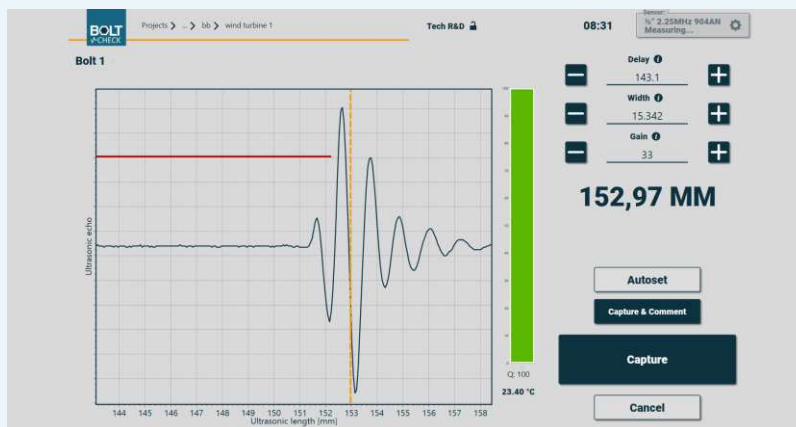 BOLT
CHECK
Projects > ... > bb > wind turbine 1
Tech R&D
08:31
Sensor:
½" 2.25MHz 904AN
Measuring...
Bolt 1
Delay
143.1
Width
15.342
Gain
33
152,97 MM
Autoset
Capture & Comment
Capture
Cancel
Ultrasonic echo
Q: 100
23.40 °C
144 145 146 147 148 149 150 151 152 153 154 155 156 157 158
Ultrasonic length [mm]